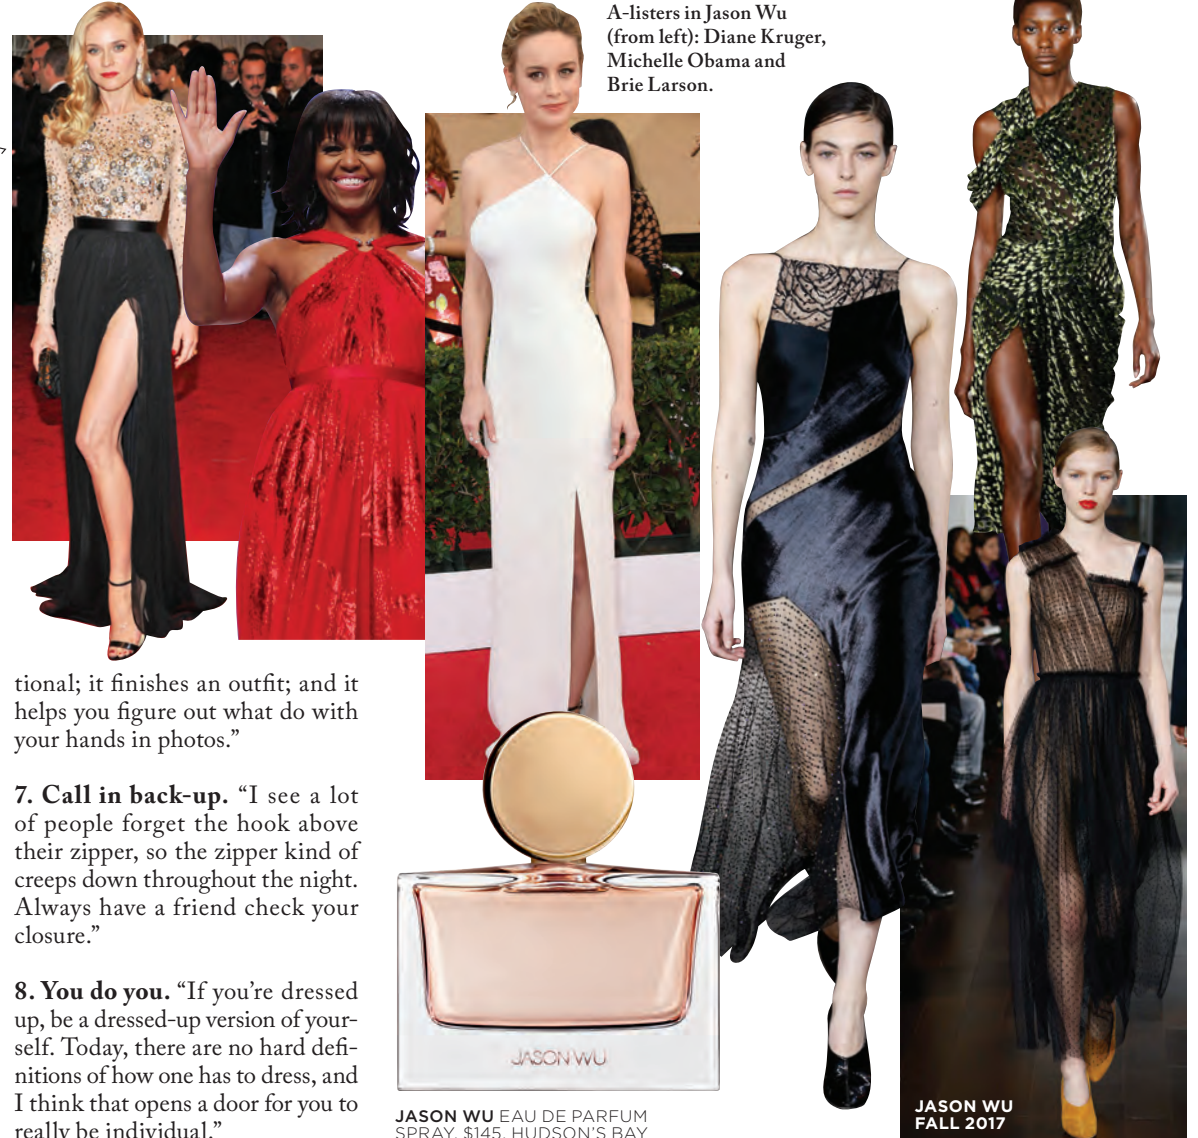 A-listers in Jason Wu
(from left): Diane Kruger,
Michelle Obama and
Brie Larson.
tional; it finishes an outfit; and it
helps you figure out what do with
your hands in photos.”
7. Call in back-up. “I see a lot
of people forget the hook above
their zipper, so the zipper kind of
creeps down throughout the night.
Always have a friend check your
closure.”
8. You do you. “If you’re dressed
up, be a dressed-up version of your-
self. Today, there are no hard defi-
nitions of how one has to dress, and
I think that opens a door for you to
really be individual.”
JASON WU
JASON WU EAU DE PARFUM
SPRAY, $145, HUDSON’S BAY
JASON WU
FALL 2017